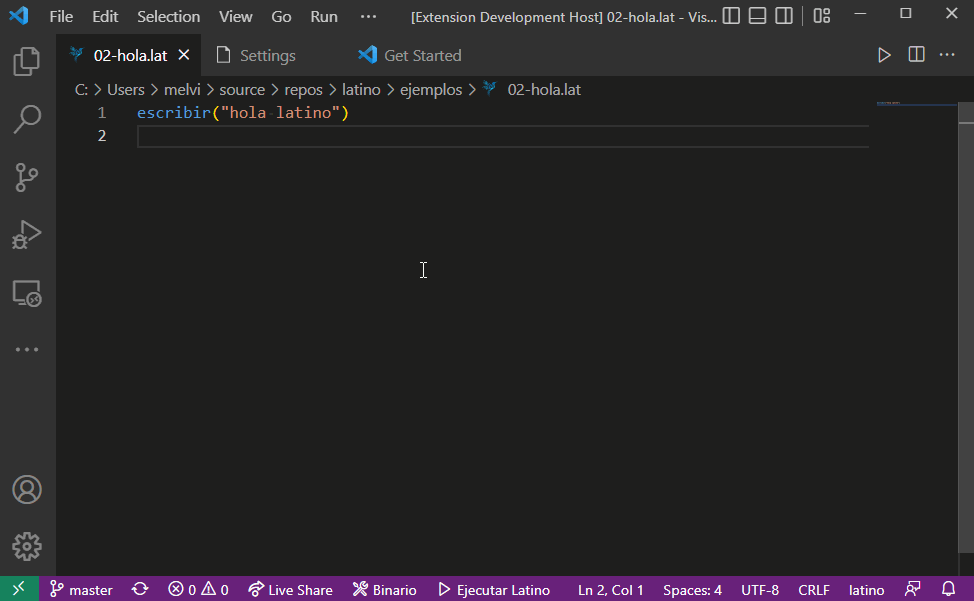 File Edit Selection View Go Run ··· [Extension Development Host] 02-hola.lat - Vis...
02-hola.lat Settings Get Started
C: > Users > melvi > source > repos > latino > ejemplos > 02-hola.lat
1 escribir("hola latino")
2
master 0 0 Live Share Binario Ejecutar Latino Ln 2, Col 1 Spaces: 4 UTF-8 CRLF latino